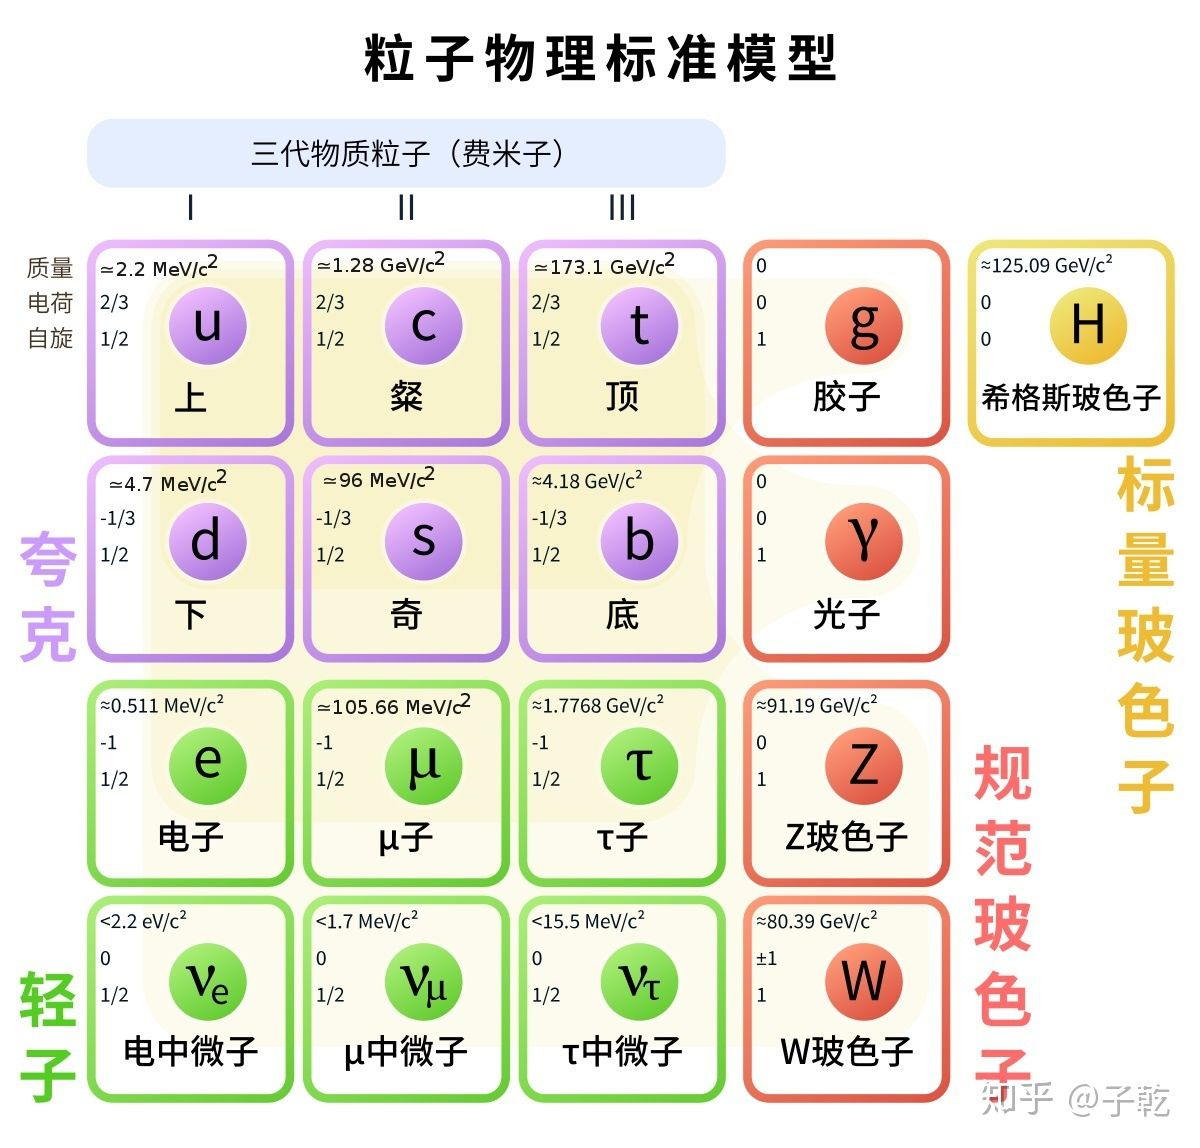 粒子物理标准模型
三代物质粒子（费米子）
I
II
III
质量
电荷
自旋
≃2.2 MeV/c²
2/3
1/2
u
上
≃1.28 GeV/c²
2/3
1/2
c
粲
≃173.1 GeV/c²
2/3
1/2
t
顶
0
0
1
g
胶子
≈125.09 GeV/c²
0
0
H
希格斯玻色子
夸克
≃4.7 MeV/c²
-1/3
1/2
d
下
≃96 MeV/c²
-1/3
1/2
s
奇
≈4.18 GeV/c²
-1/3
1/2
b
底
0
0
1
γ
光子
标量玻色子
轻子
≈0.511 MeV/c²
-1
1/2
e
电子
≃105.66 MeV/c²
-1
1/2
μ
μ子
≈1.7768 GeV/c²
-1
1/2
τ
τ子
≈91.19 GeV/c²
0
1
Z
Z玻色子
规范玻色子
<2.2 eV/c²
0
1/2
νe
电中微子
<1.7 MeV/c²
0
1/2
νμ
μ中微子
<15.5 MeV/c²
0
1/2
ντ
τ中微子
≈80.39 GeV/c²
±1
1
W
W玻色子
知乎 @子乾